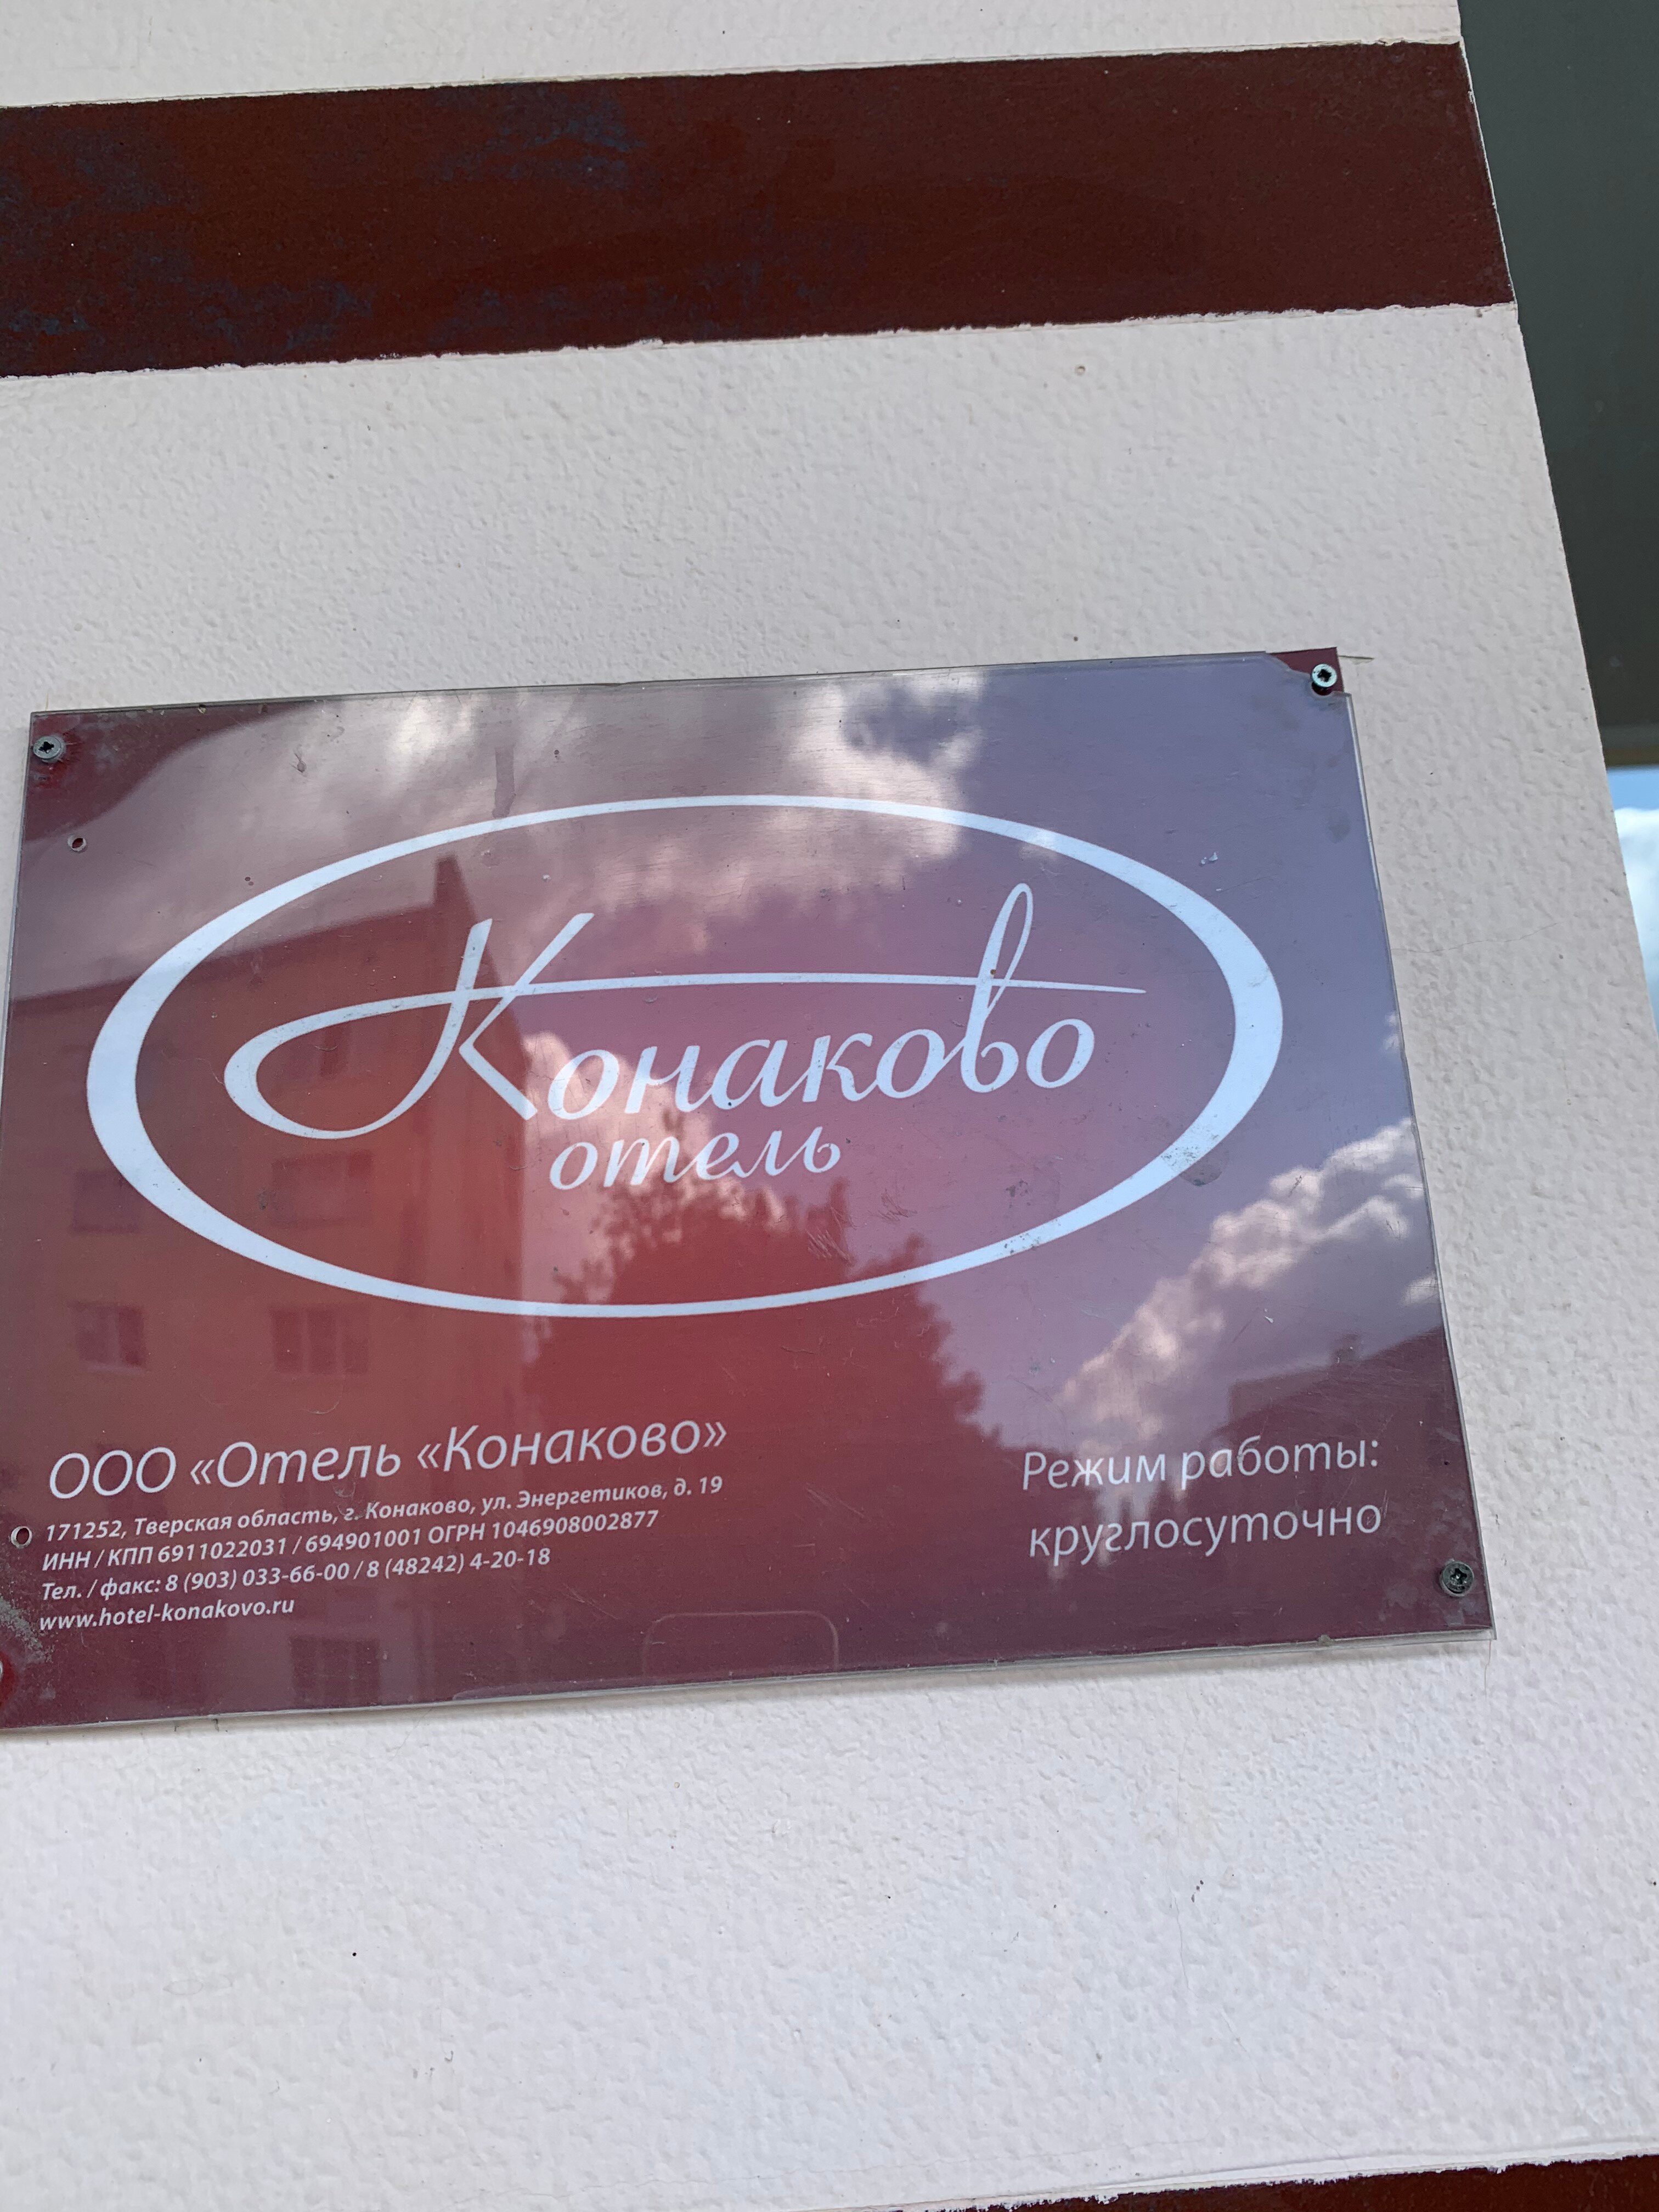 Конаково
отель
ООО «Отель «Конаково»
171252, Тверская область, г. Конаково, ул. Энергетиков, д. 19
ИНН / КПП 6911022031 / 694901001 ОГРН 1046908002877
Тел. / факс: 8 (903) 033-66-00 / 8 (48242) 4-20-18
www.hotel-konakovo.ru
Режим работы:
круглосуточно